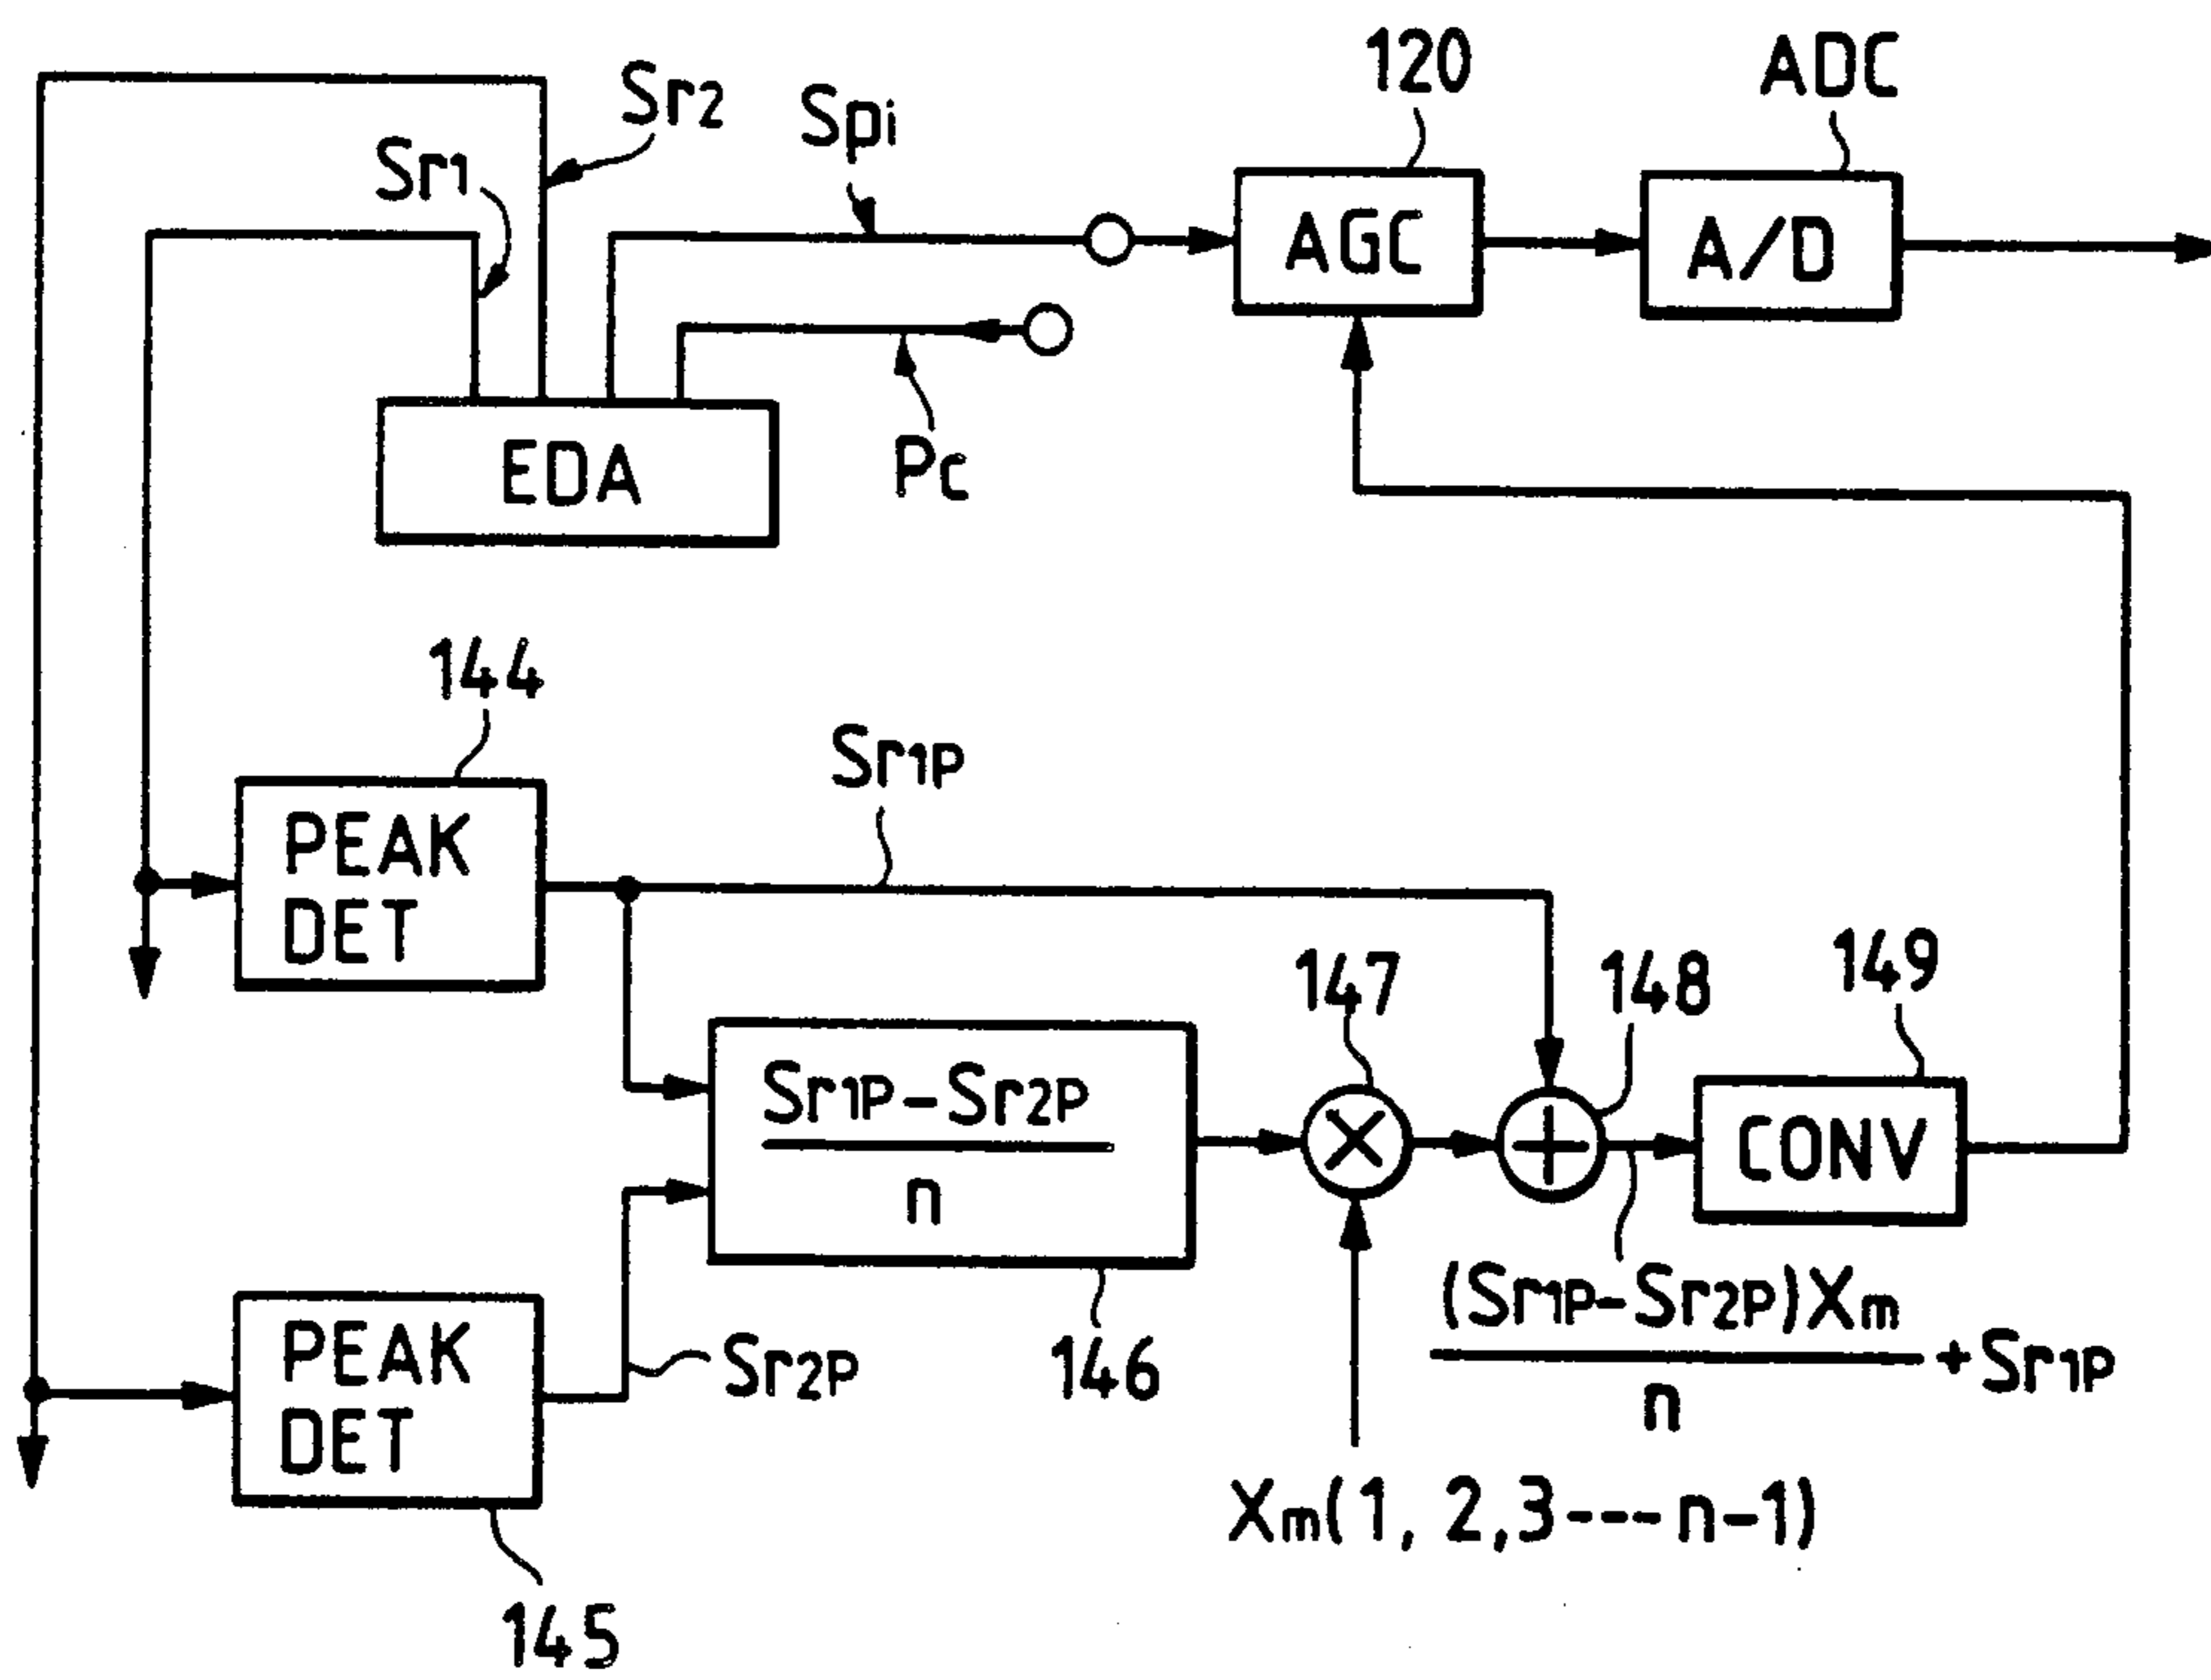 120
ADC
Sr2
Spi
Sr1
AGC
A/D
EDA
Pc
144
Sr1P
PEAK
DET
147
148
149
Sr1P-Sr2P
n
CONV
PEAK
DET
Sr2P
146
(Sr1P-Sr2P)Xm
n
+Sr1P
Xm(1, 2,3----n-1)
145